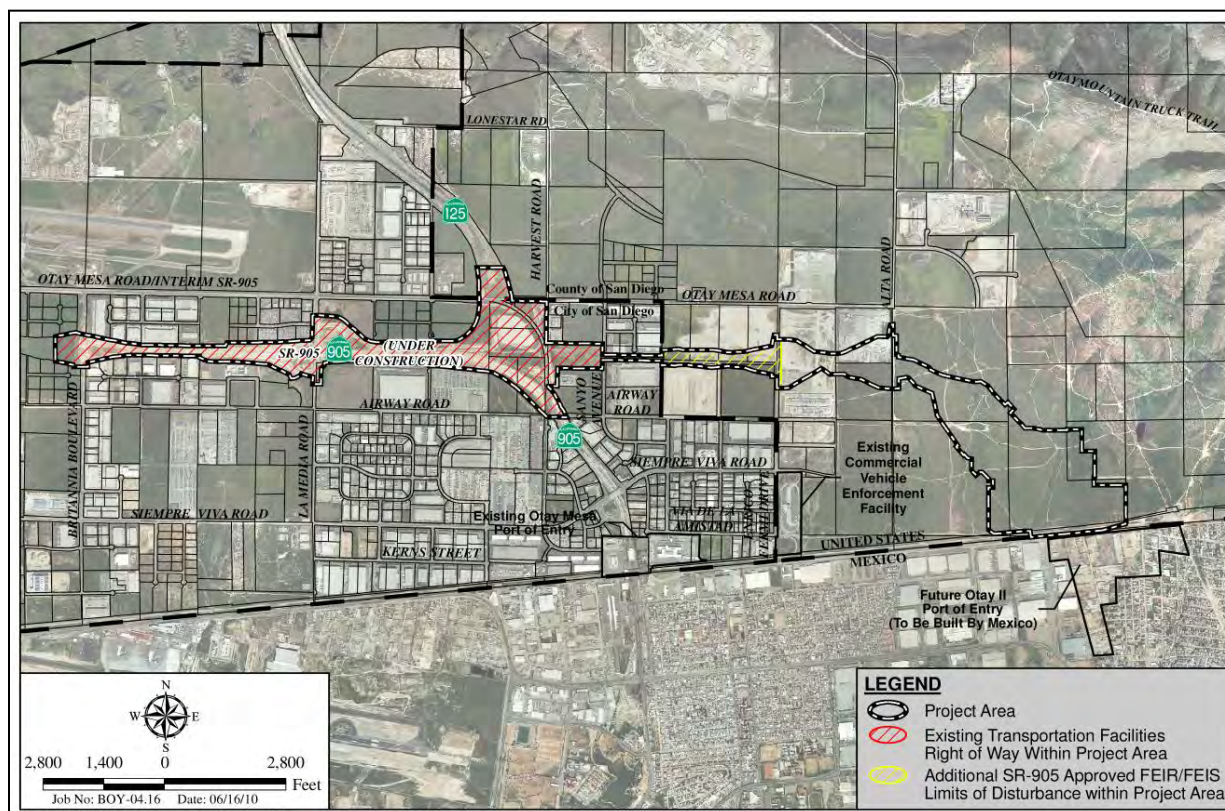 OTAY MOUNTAIN TRUCK TRAIL
LONESTAR RD
125
HARVEST ROAD
ALTA ROAD
OTAY MESA ROAD/INTERIM SR-905
County of San Diego
City of San Diego
OTAY MESA ROAD
SR-905
905
(UNDER
CONSTRUCTION)
BRITANNIA BOULEVARD
LA MEDIA ROAD
AIRWAY ROAD
SANYO
AVENUE
AIRWAY
ROAD
905
SIEMPRE VIVA ROAD
Existing
Commercial
Vehicle
Enforcement
Facility
SIEMPRE VIVA ROAD
Existing Otay Mesa
Port of Entry
VIA DE LA
AMISTAD
ENRICO
FERMI DRIVE
KERNS STREET
UNITED STATES
MEXICO
Future Otay II
Port of Entry
(To Be Built By Mexico)
N
W
E
S
2,800
1,400
0
2,800
Feet
Job No: BOY-04.16 Date: 06/16/10
LEGEND
Project Area
Existing Transportation Facilities
Right of Way Within Project Area
Additional SR-905 Approved FEIR/FEIS
Limits of Disturbance within Project Area